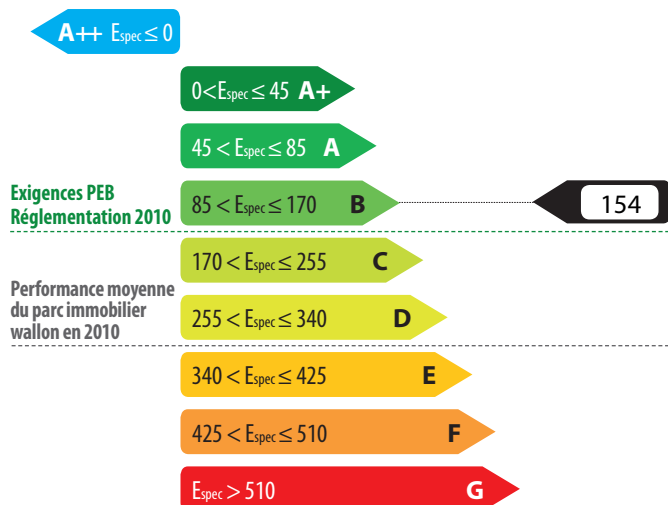 A++ Espec ≤ 0
0<Espec ≤ 45 A+
45 < Espec ≤ 85 A
Exigences PEB
Réglementation 2010
85 < Espec ≤ 170 B
154
170 < Espec ≤ 255 C
Performance moyenne
du parc immobilier
wallon en 2010
255 < Espec ≤ 340 D
340 < Espec ≤ 425 E
425 < Espec ≤ 510 F
Espec > 510 G